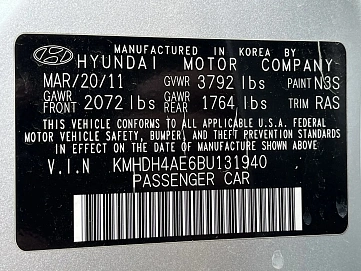 MANUFACTURED IN KOREA BY
HYUNDAI MOTOR COMPANY
MAR/20/11 GVWR 3792 lbs PAINT N3S
GAWR FRONT 2072 lbs GAWR REAR 1764 lbs TRIM RAS
THIS VEHICLE CONFORMS TO ALL APPLICABLE U.S.A. FEDERAL
MOTOR VEHICLE SAFETY, BUMPER, AND THEFT PREVENTION
STANDARDS IN EFFECT ON THE DATE OF MANUFACTURE
SHOWN ABOVE.
V.I.N KMHDH4AE6BU131940
PASSENGER CAR